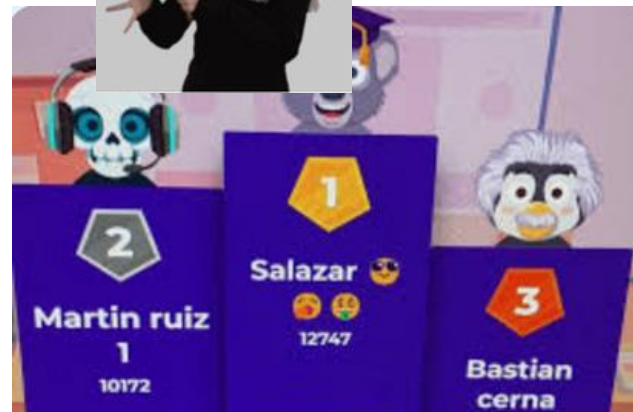 2
Martin ruiz
1
10172
1
Salazar 😎
🥱 🤑
12747
3
Bastian
cerna